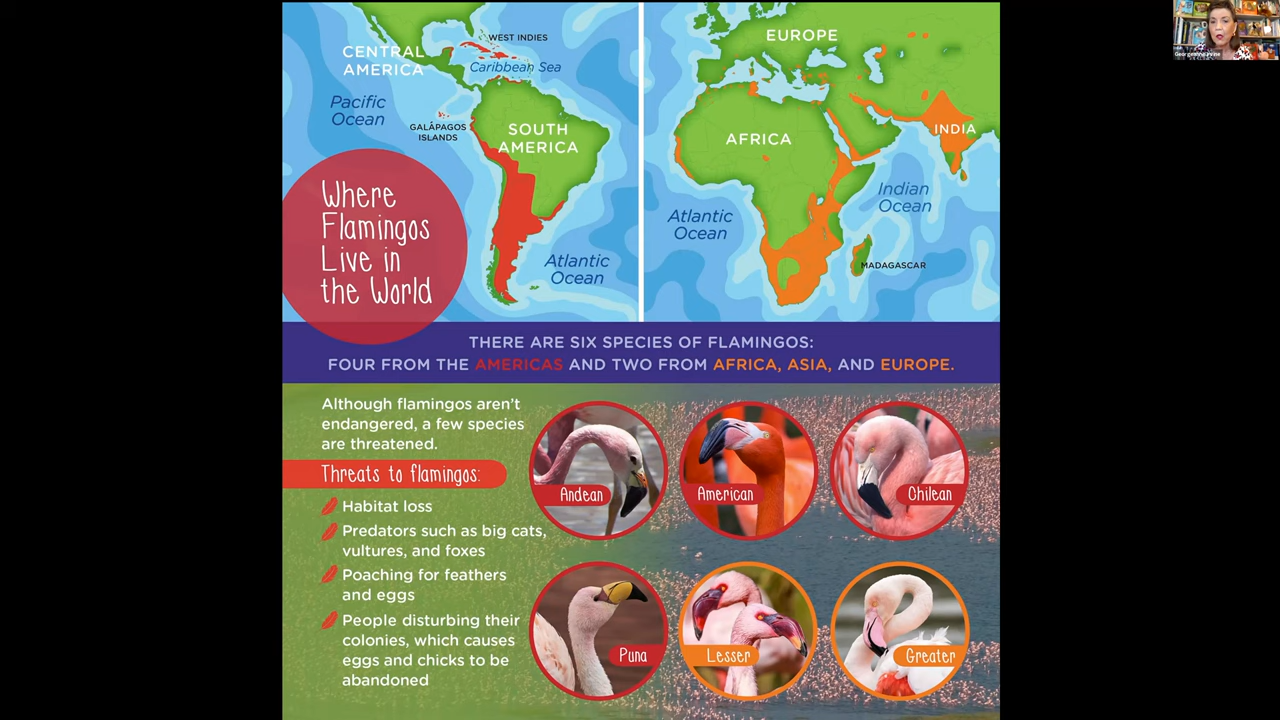 CENTRAL
AMERICA
WEST INDIES
Caribbean Sea
Pacific
Ocean
GALÁPAGOS
ISLANDS
SOUTH
AMERICA
Atlantic
Ocean
EUROPE
AFRICA
INDIA
Indian
Ocean
Atlantic
Ocean
MADAGASCAR
Where
Flamingos
Live in
the World
THERE ARE SIX SPECIES OF FLAMINGOS:
FOUR FROM THE AMERICAS AND TWO FROM AFRICA, ASIA, AND EUROPE.
Although flamingos aren't
endangered, a few species
are threatened.
Threats to flamingos:
Habitat loss
Predators such as big cats,
vultures, and foxes
Poaching for feathers
and eggs
People disturbing their
colonies, which causes
eggs and chicks to be
abandoned
Andean
American
Chilean
Puna
Lesser
Greater